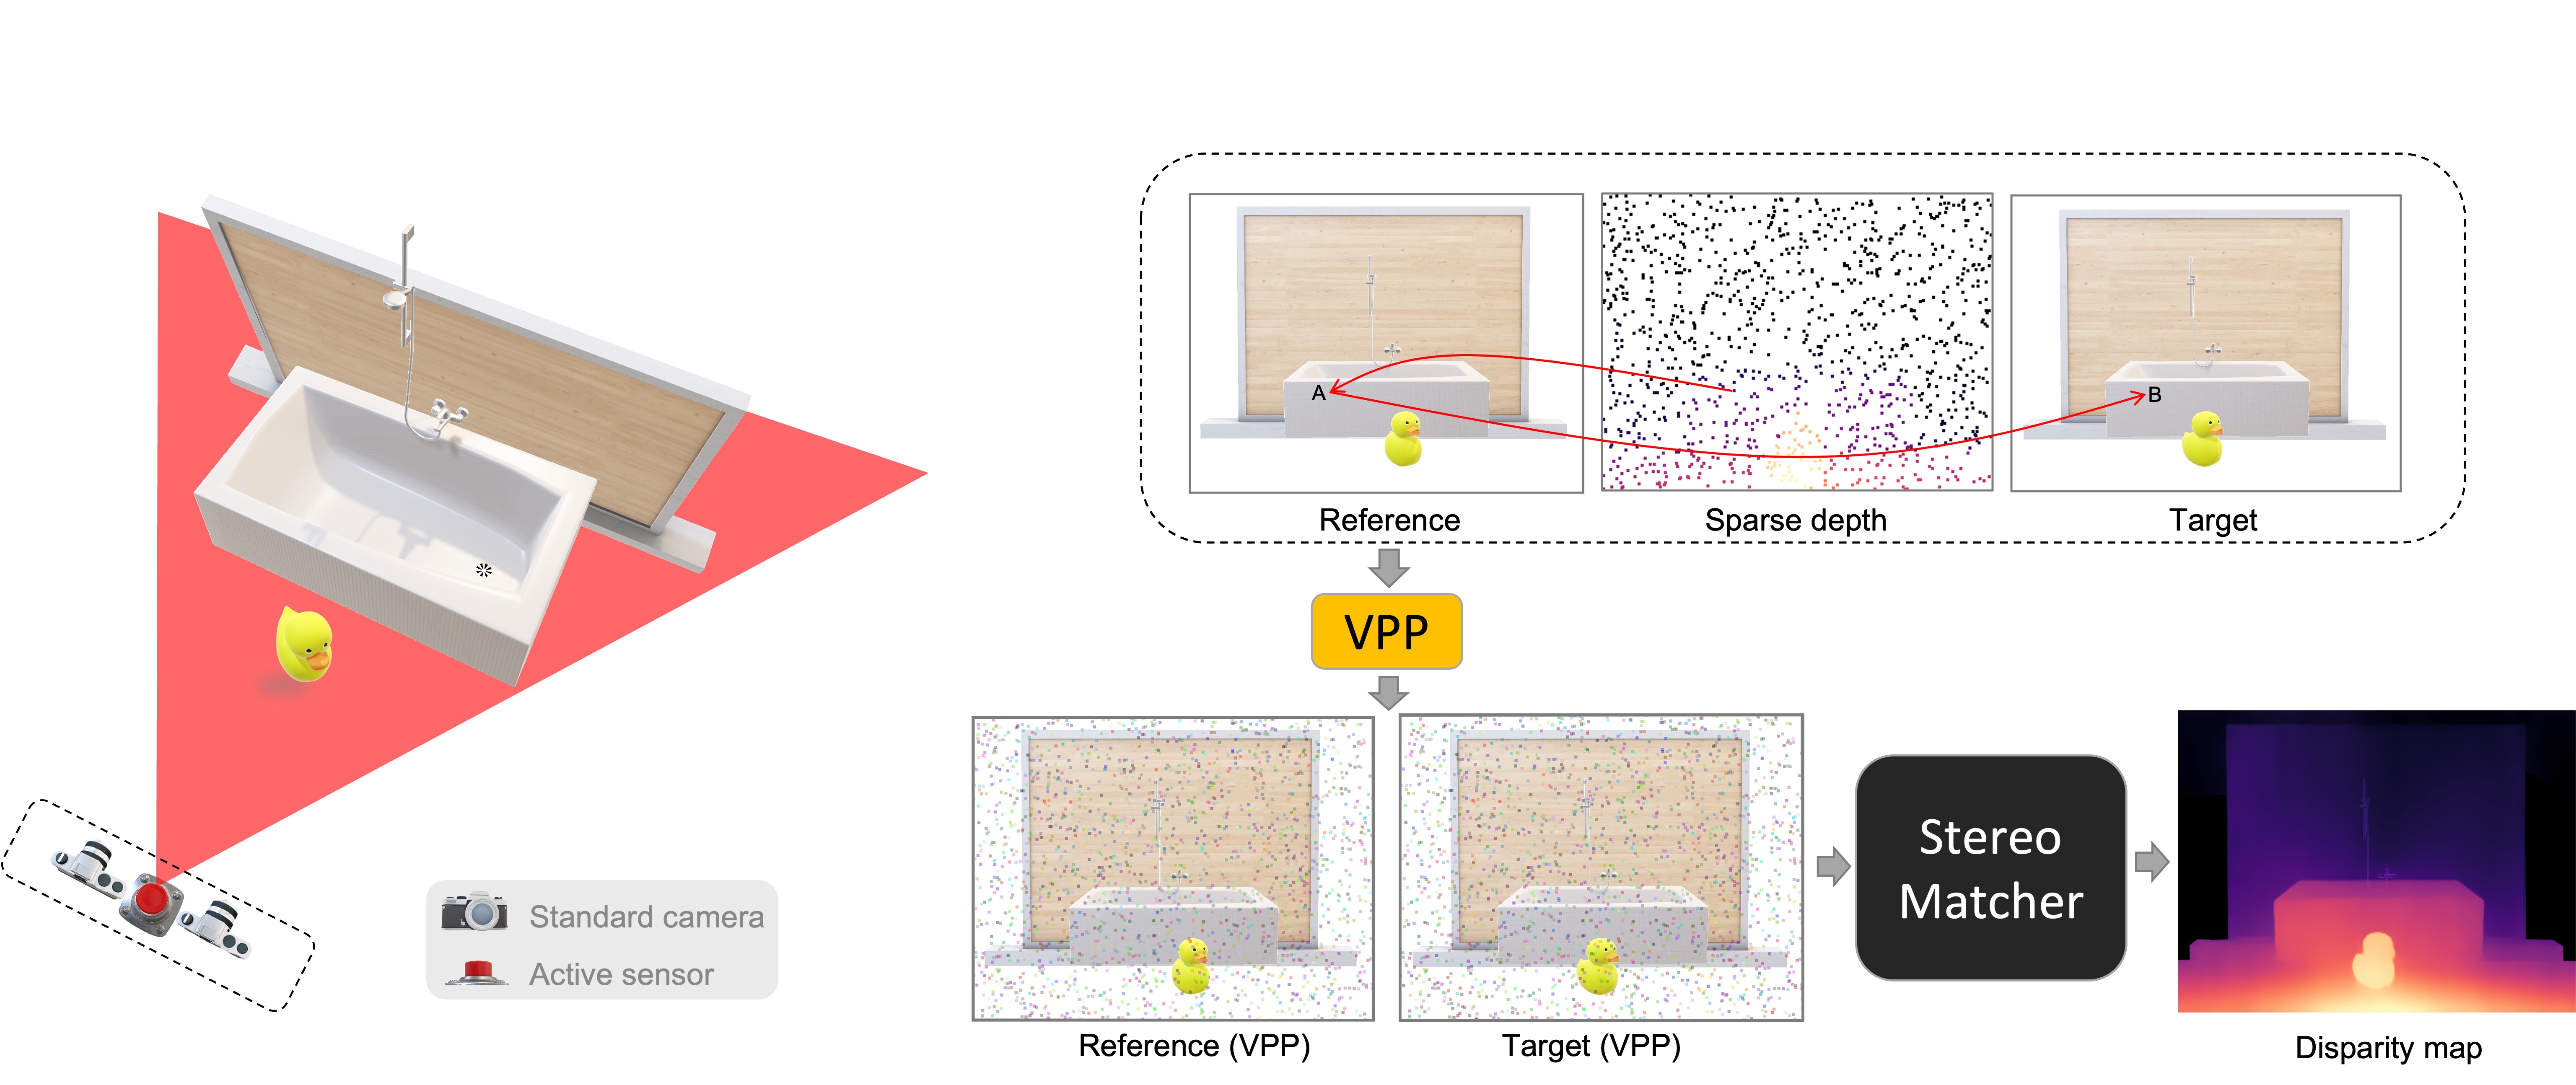 A
B
Reference
Sparse depth
Target
VPP
Stereo
Matcher
Standard camera
Active sensor
Reference (VPP)
Target (VPP)
Disparity map